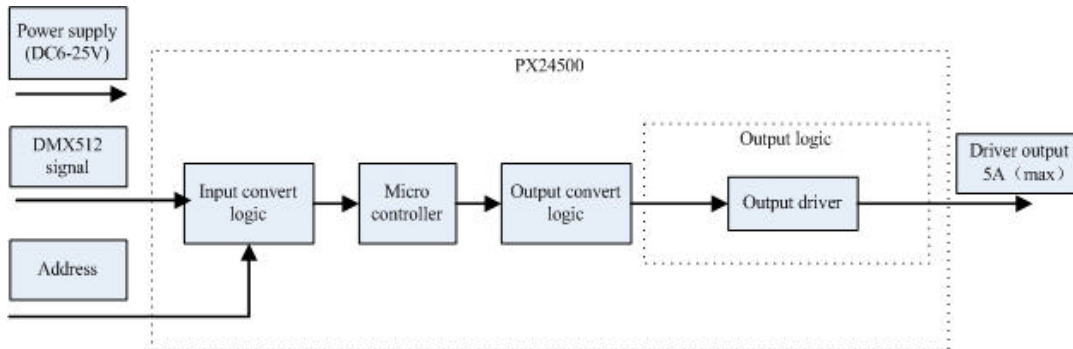 Power supply
(DC6-25V)
PX24500
DMX512
signal
Output logic
Driver output
5A（max）
Input convert
logic
Micro
controller
Output convert
logic
Output driver
Address